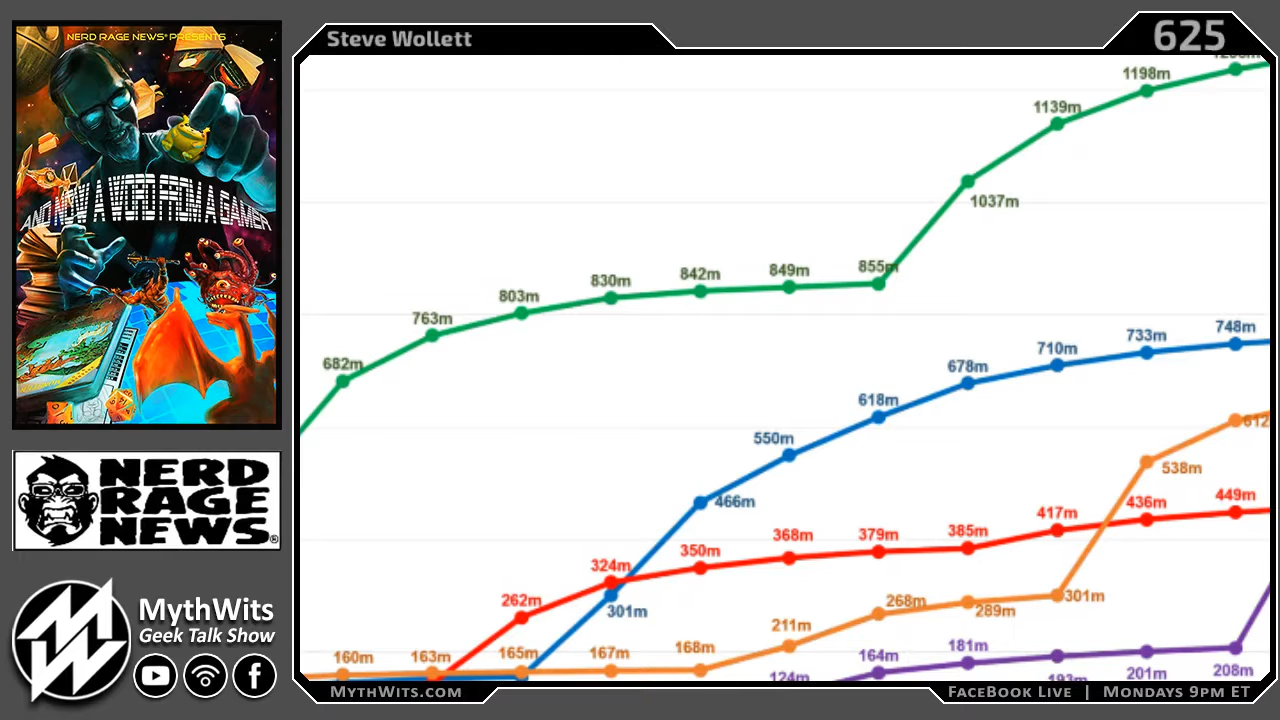 Steve Wollett
625
NERD RAGE NEWS® PRESENTS
AND NOW A WORD FROM A GAMER
NERD
RAGE
NEWS®
MythWits
Geek Talk Show
1198m
1139m
1037m
855m
849m
842m
830m
803m
763m
682m
748m
733m
710m
678m
618m
550m
466m
301m
612
538m
449m
436m
417m
385m
379m
368m
350m
324m
262m
301m
289m
268m
211m
168m
167m
165m
163m
160m
124m
164m
181m
193m
201m
208m
MythWits.com
FaceBook Live | Mondays 9pm ET